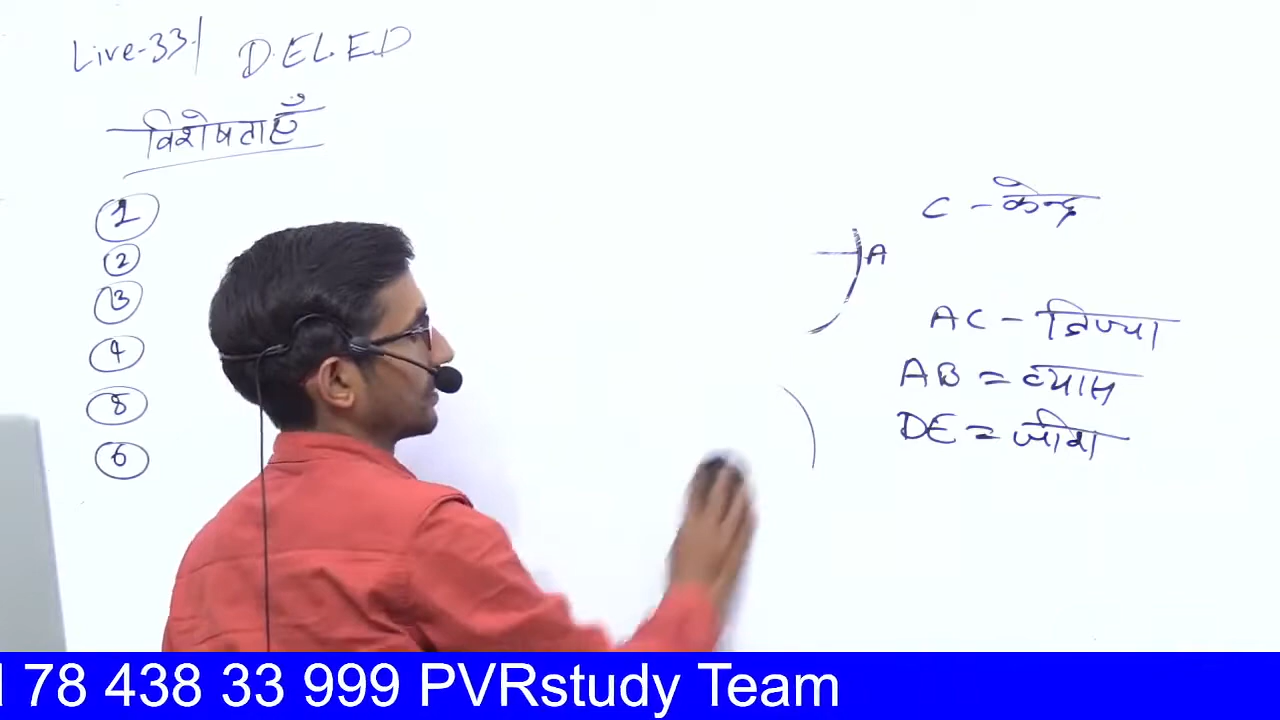 Live-33 | D.EL.E.D
विशेषताएँ
1
2
3
4
5
6
C - केन्द्र
A
AC - त्रिज्या
AB = व्यास
DE = जीवा
78 438 33 999 PVRstudy Team